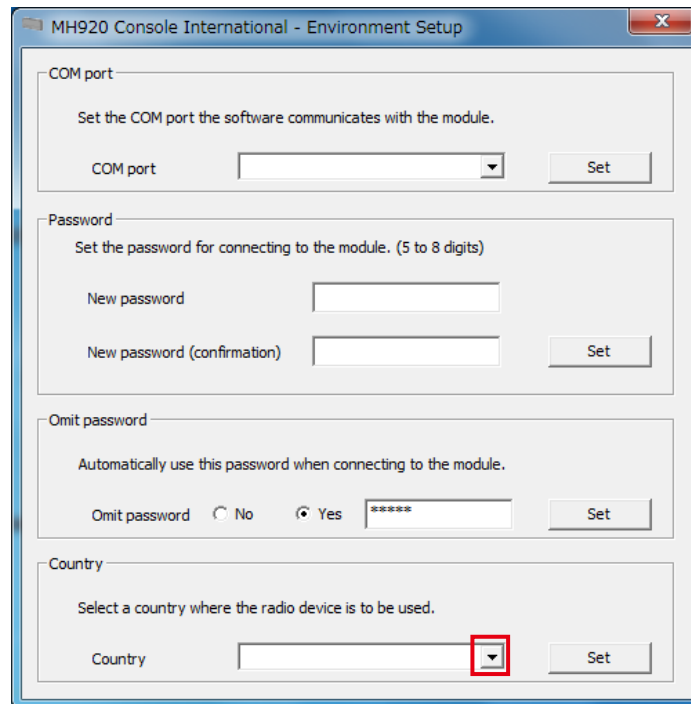 MH920 Console International - Environment Setup
x
COM port
Set the COM port the software communicates with the module.
COM port
Set
Password
Set the password for connecting to the module. (5 to 8 digits)
New password
New password (confirmation)
Set
Omit password
Automatically use this password when connecting to the module.
Omit password No Yes ***** Set
Country
Select a country where the radio device is to be used.
Country
Set